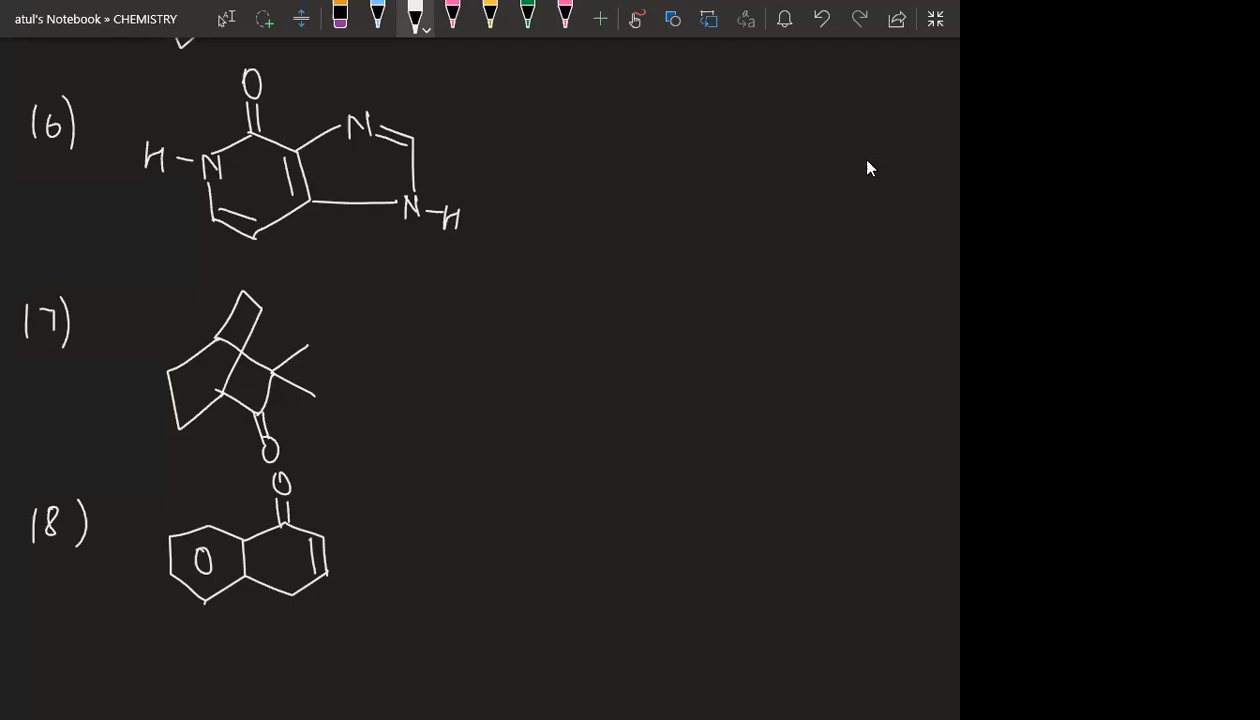 atul's Notebook » CHEMISTRY
16)
O
H - N
N
N - H
17)
O
18)
O
O